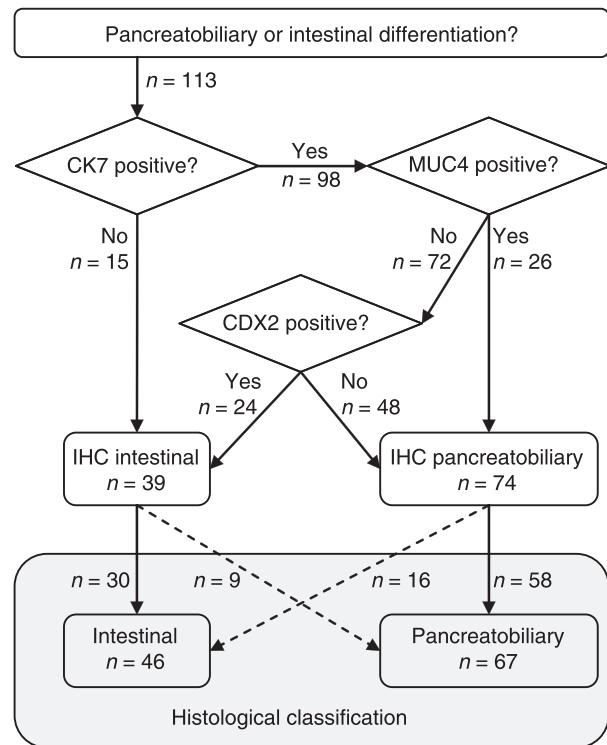 Pancreatobiliary or intestinal differentiation?
n = 113
CK7 positive?
Yes
n = 98
MUC4 positive?
No
n = 15
No
n = 72
Yes
n = 26
CDX2 positive?
Yes
n = 24
No
n = 48
IHC intestinal
n = 39
IHC pancreatobiliary
n = 74
n = 30
n = 9
n = 16
n = 58
Intestinal
n = 46
Pancreatobiliary
n = 67
Histological classification